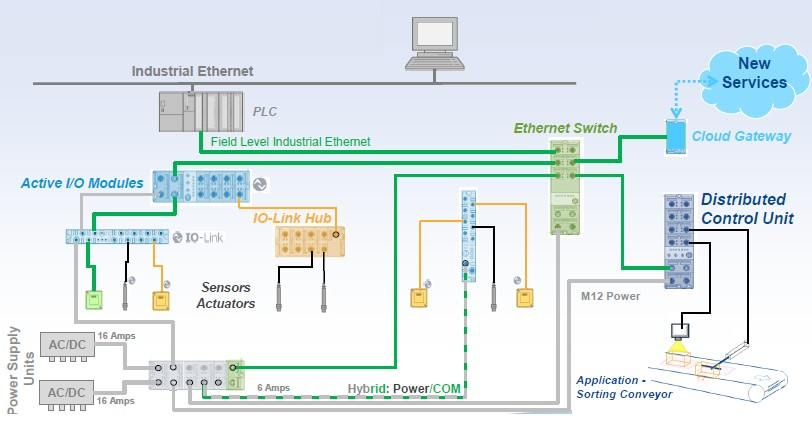 New
Services
Industrial Ethernet
PLC
Ethernet Switch
Field Level Industrial Ethernet
Cloud Gateway
Active I/O Modules
Distributed
Control Unit
IO-Link Hub
IO-Link
Sensors
Actuators
M12 Power
16 Amps
AC/DC
Power Supply
Units
AC/DC
16 Amps
6 Amps
Hybrid: Power/COM
Application -
Sorting Conveyor